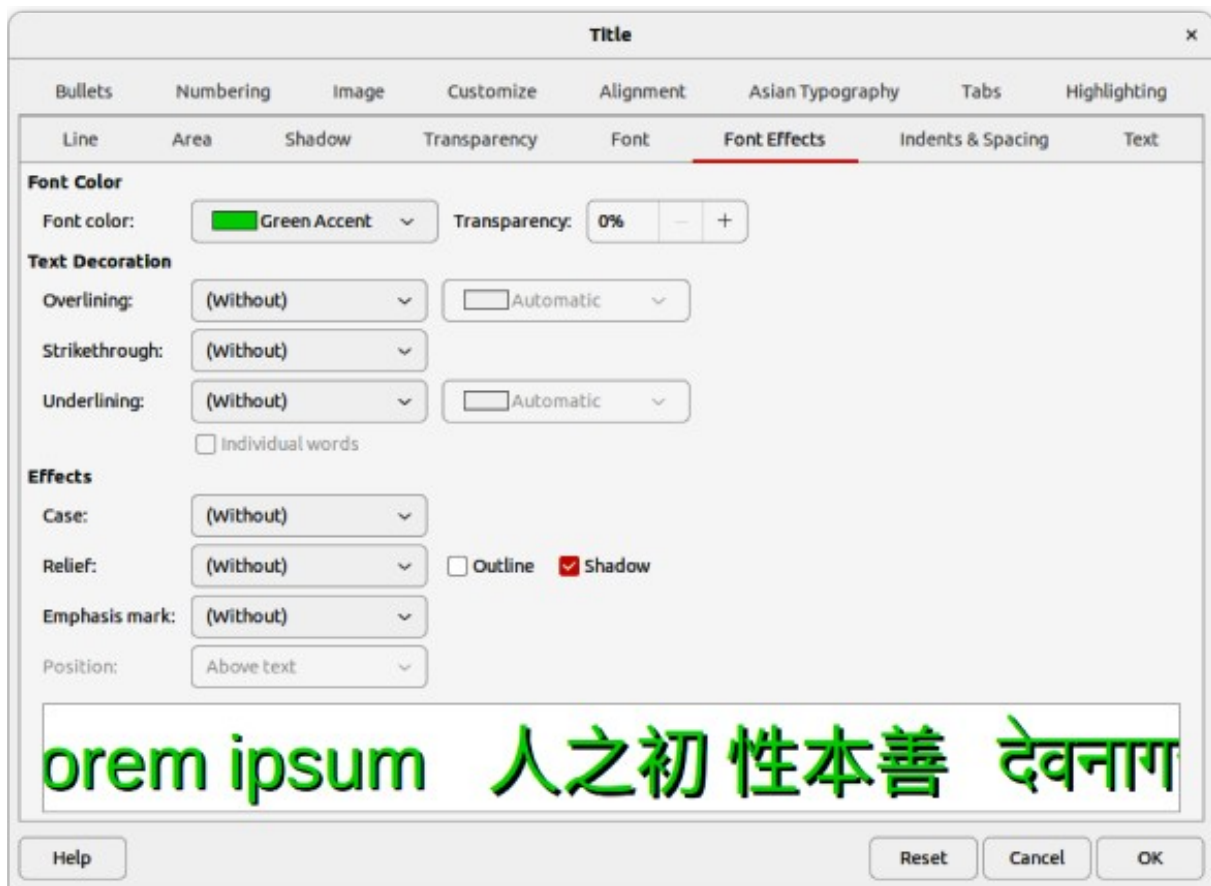 Title
Bullets Numbering Image Customize Alignment Asian Typography Tabs Highlighting
Line Area Shadow Transparency Font Font Effects Indents & Spacing Text
Font Color
Font color: Green Accent Transparency: 0%
Text Decoration
Overlining: (Without) Automatic
Strikethrough: (Without)
Underlining: (Without) Automatic
Individual words
Effects
Case: (Without)
Relief: (Without) Outline Shadow
Emphasis mark: (Without)
Position: Above text
orem ipsum 人之初 性本善 देवनाग
Help Reset Cancel OK